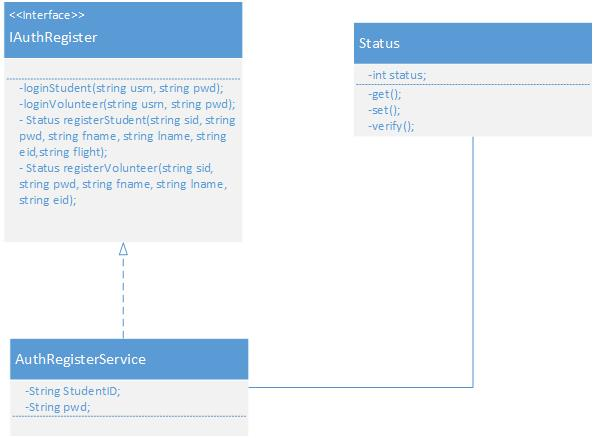 <<Interface>>
IAuthRegister
-loginStudent(string usrn, string pwd);
-loginVolunteer(string usrn, string pwd);
- Status registerStudent(string sid, string
pwd, string fname, string lname, string
eid,string flight);
- Status registerVolunteer(string sid,
string pwd, string fname, string lname,
string eid);
Status
-int status;
-get();
-set();
-verify();
AuthRegisterService
-String StudentID;
-String pwd;